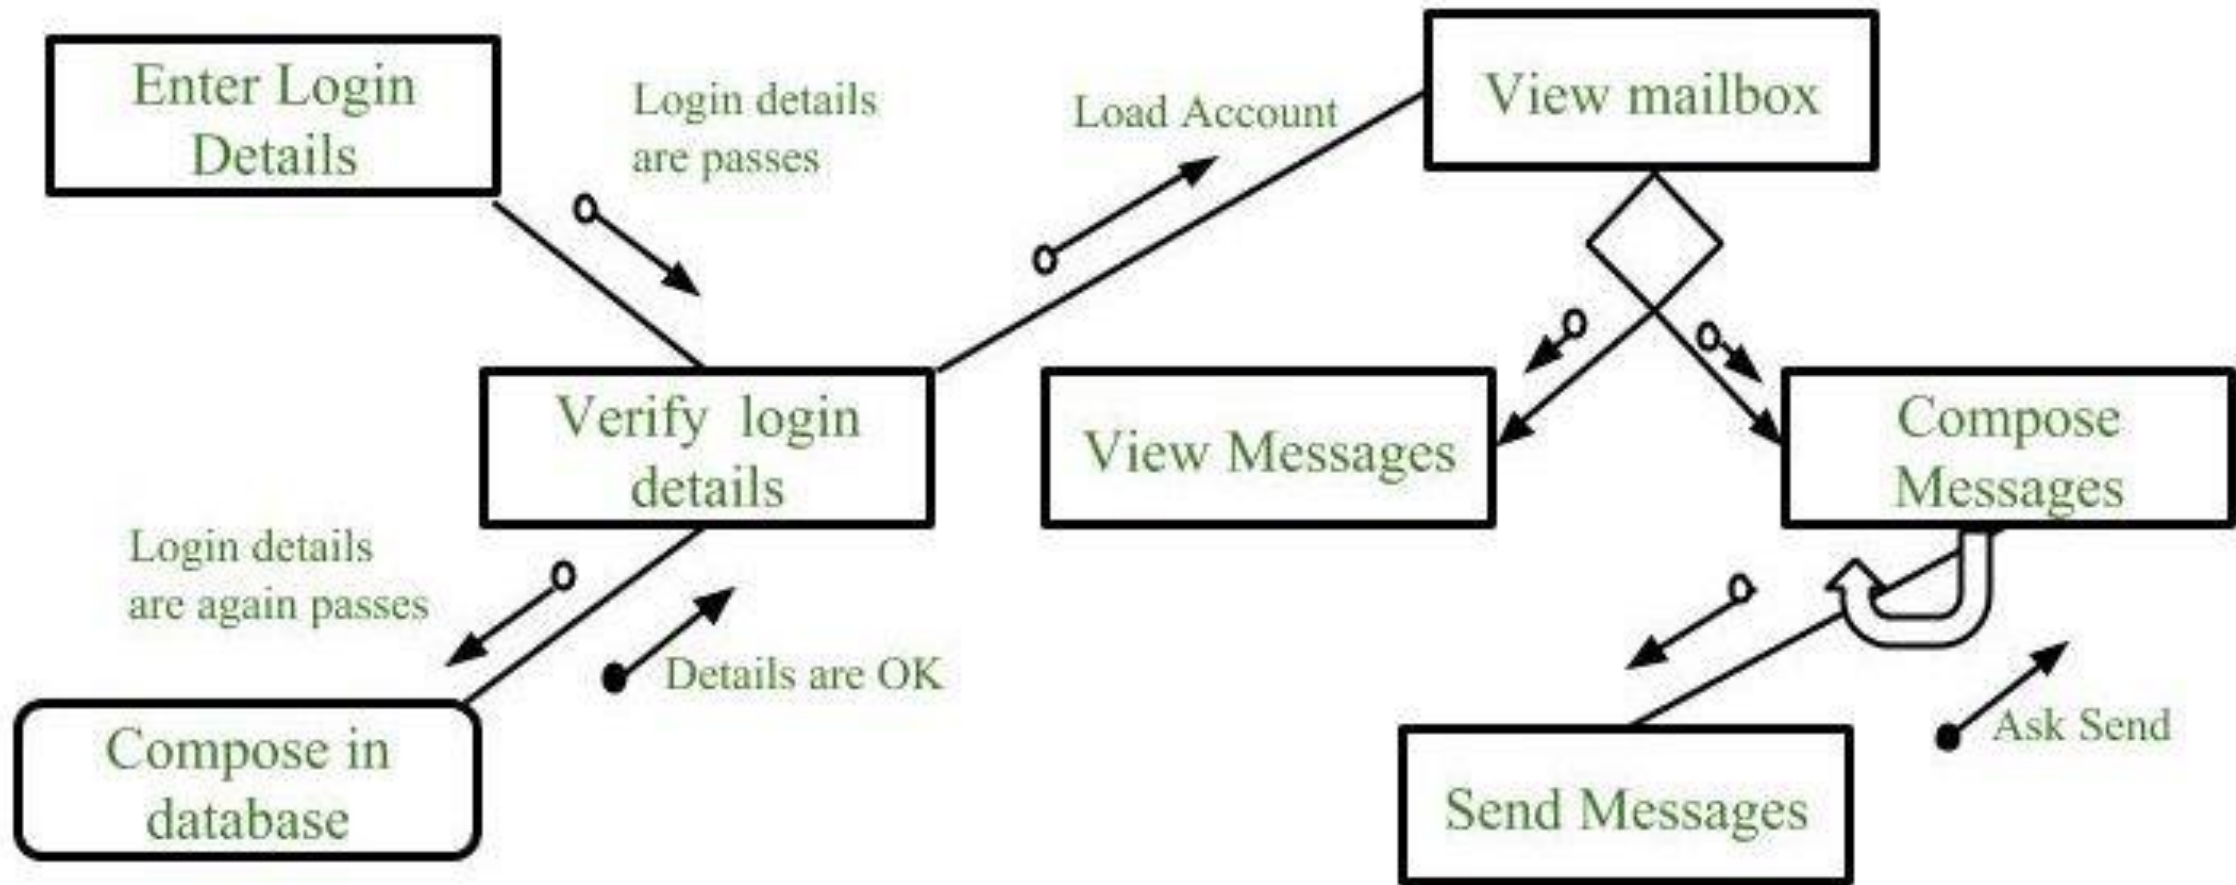 Enter Login
Details
Login details
are passes
Load Account
View mailbox
Verify login
details
View Messages
Compose
Messages
Login details
are again passes
Details are OK
Compose in
database
Ask Send
Send Messages